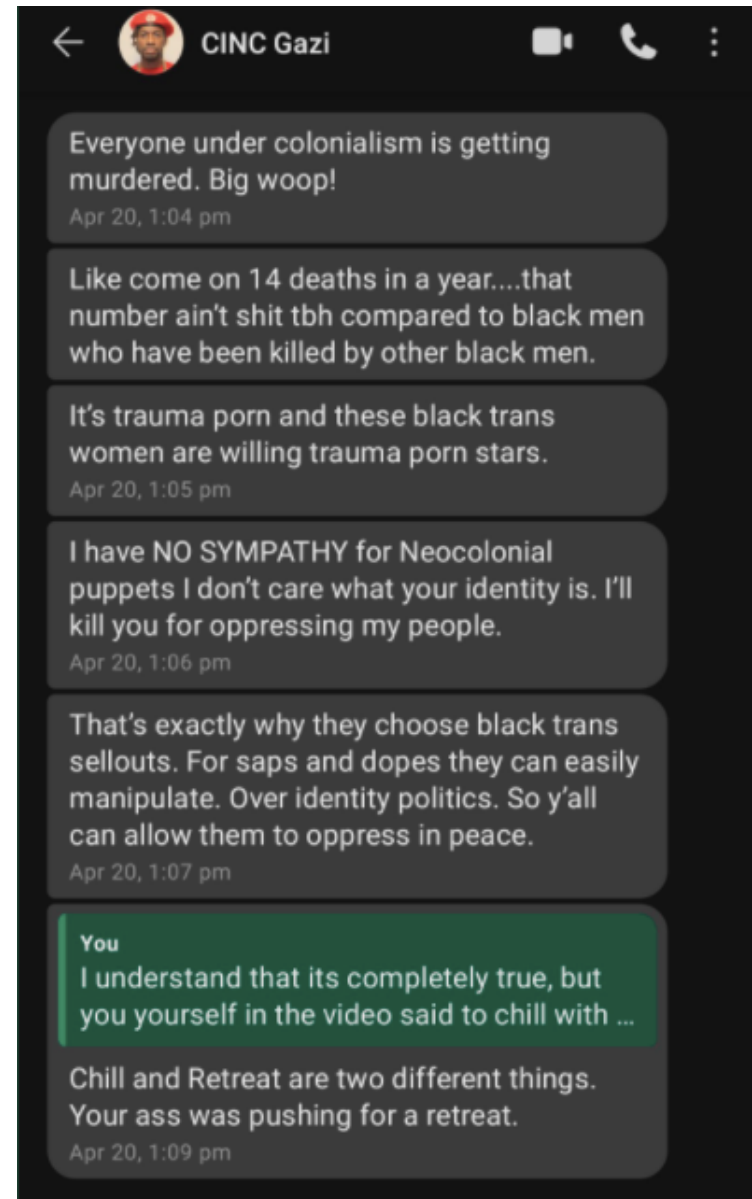 CINC Gazi
Everyone under colonialism is getting
murdered. Big woop!
Apr 20, 1:04 pm
Like come on 14 deaths in a year....that
number ain't shit tbh compared to black men
who have been killed by other black men.
It's trauma porn and these black trans
women are willing trauma porn stars.
Apr 20, 1:05 pm
I have NO SYMPATHY for Neocolonial
puppets I don't care what your identity is. I'll
kill you for oppressing my people.
Apr 20, 1:06 pm
That's exactly why they choose black trans
sellouts. For saps and dopes they can easily
manipulate. Over identity politics. So y'all
can allow them to oppress in peace.
Apr 20, 1:07 pm
You
I understand that its completely true, but
you yourself in the video said to chill with ...
Chill and Retreat are two different things.
Your ass was pushing for a retreat.
Apr 20, 1:09 pm